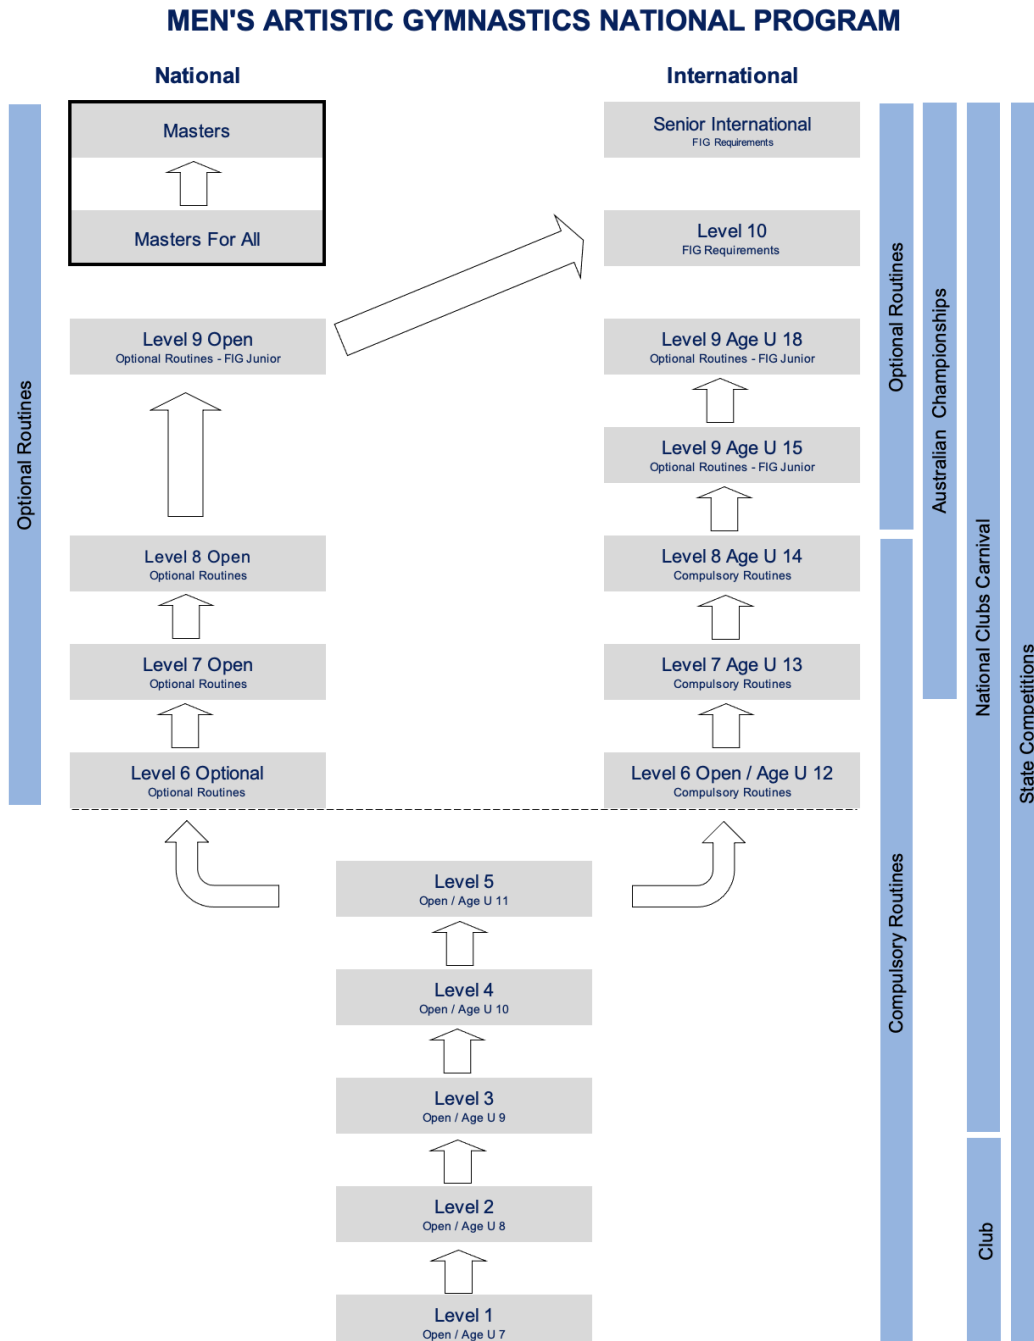 MEN'S ARTISTIC GYMNASTICS NATIONAL PROGRAM
National
International
Masters
Masters For All
Level 9 Open
Optional Routines - FIG Junior
Level 8 Open
Optional Routines
Level 7 Open
Optional Routines
Level 6 Optional
Optional Routines
Senior International
FIG Requirements
Level 10
FIG Requirements
Level 9 Age U 18
Optional Routines - FIG Junior
Level 9 Age U 15
Optional Routines - FIG Junior
Level 8 Age U 14
Compulsory Routines
Level 7 Age U 13
Compulsory Routines
Level 6 Open / Age U 12
Compulsory Routines
Level 5
Open / Age U 11
Level 4
Open / Age U 10
Level 3
Open / Age U 9
Level 2
Open / Age U 8
Level 1
Open / Age U 7
Optional Routines
Optional Routines
Compulsory Routines
Australian Championships
National Clubs Carnival
Club
State Competitions